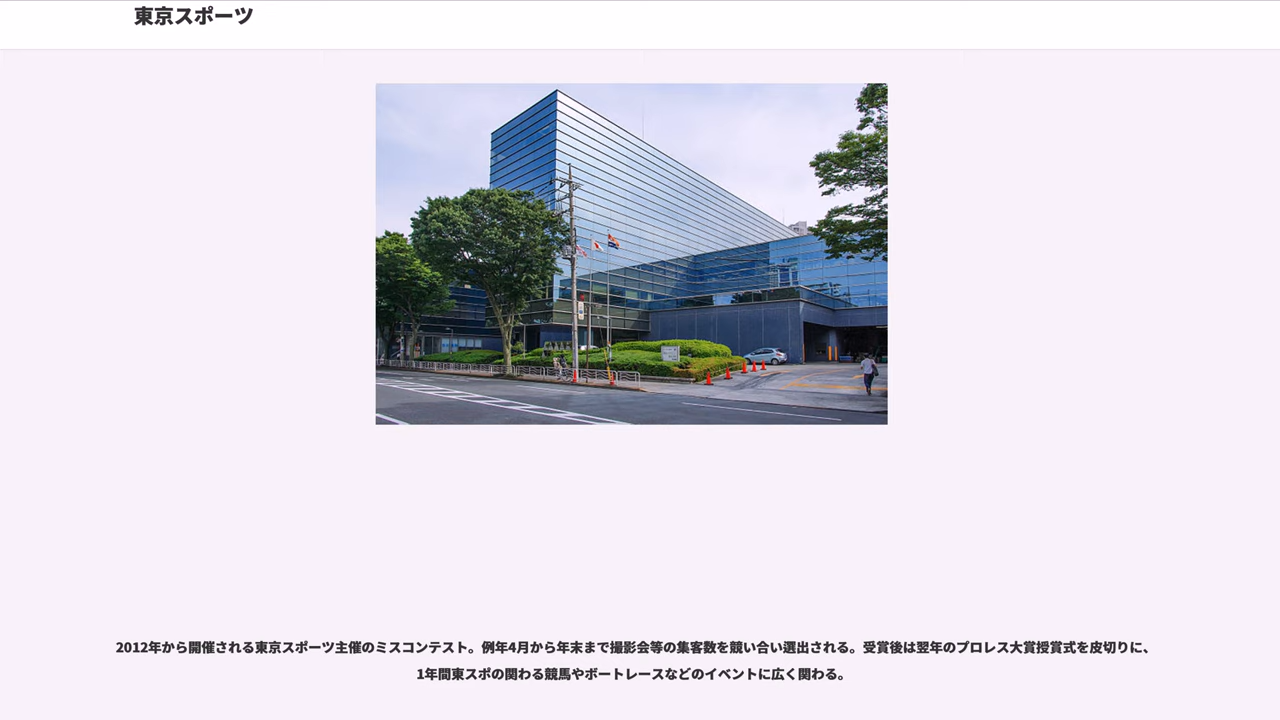 東京スポーツ
2012年から開催される東京スポーツ主催のミスコンテスト。例年4月から年末まで撮影会等の集客数を競い合い選出される。受賞後は翌年のプロレス大賞授賞式を皮切りに、
1年間東スポの関わる競馬やボートレースなどのイベントに広く関わる。